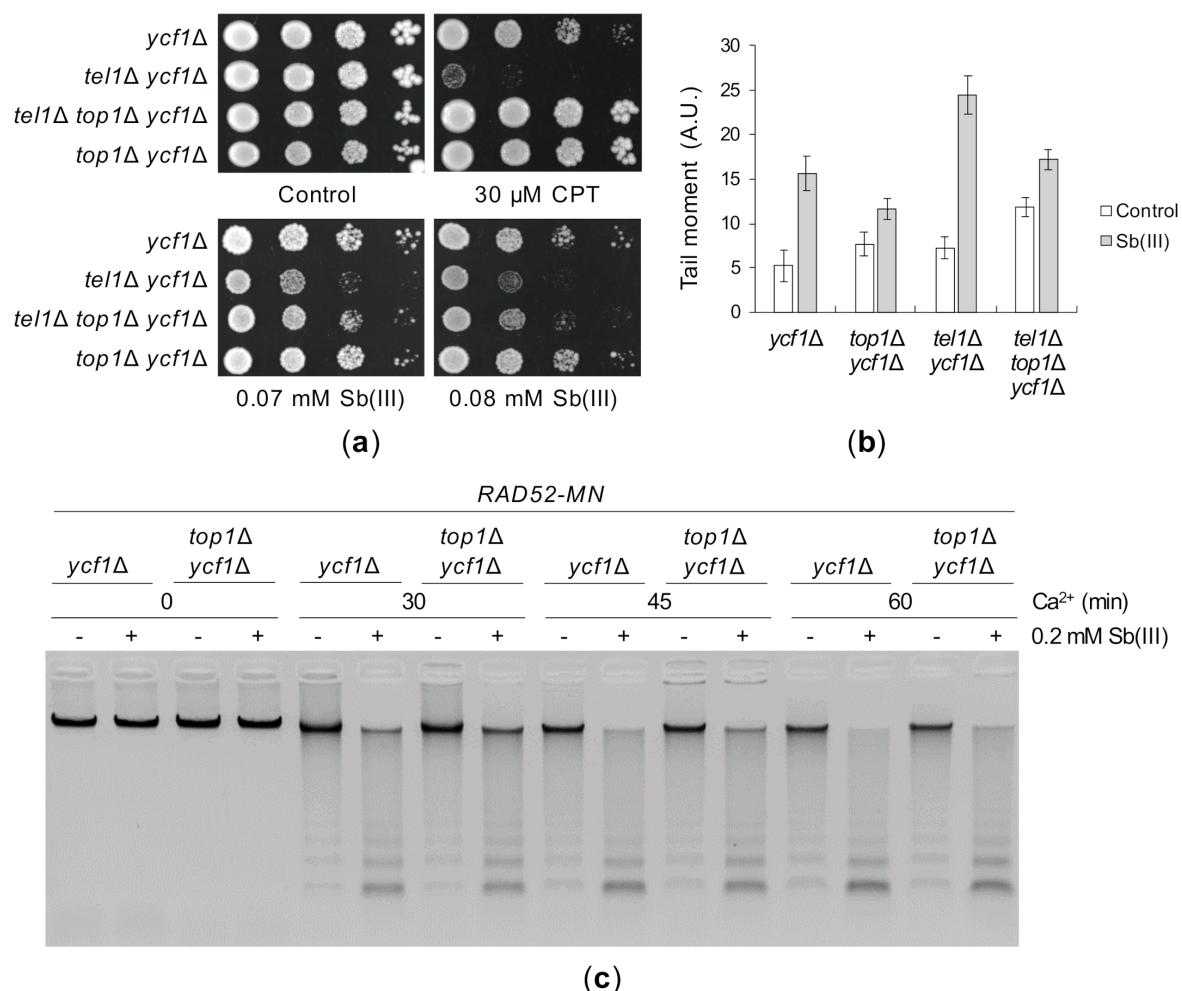 ycf1Δ
tel1Δ ycf1Δ
tel1Δ top1Δ ycf1Δ
top1Δ ycf1Δ
Control
30 µM CPT
ycf1Δ
tel1Δ ycf1Δ
tel1Δ top1Δ ycf1Δ
top1Δ ycf1Δ
0.07 mM Sb(III)
0.08 mM Sb(III)
(a)
Tail moment (A.U.)
30
25
20
15
10
5
0
ycf1Δ
top1Δ
ycf1Δ
tel1Δ
ycf1Δ
tel1Δ
top1Δ
ycf1Δ
Control
Sb(III)
(b)
RAD52-MN
ycf1Δ
top1Δ
ycf1Δ
ycf1Δ
top1Δ
ycf1Δ
ycf1Δ
top1Δ
ycf1Δ
ycf1Δ
top1Δ
ycf1Δ
0 30 45 60 Ca²⁺ (min)
- + - + - + - + - + - + - + - + 0.2 mM Sb(III)
(c)